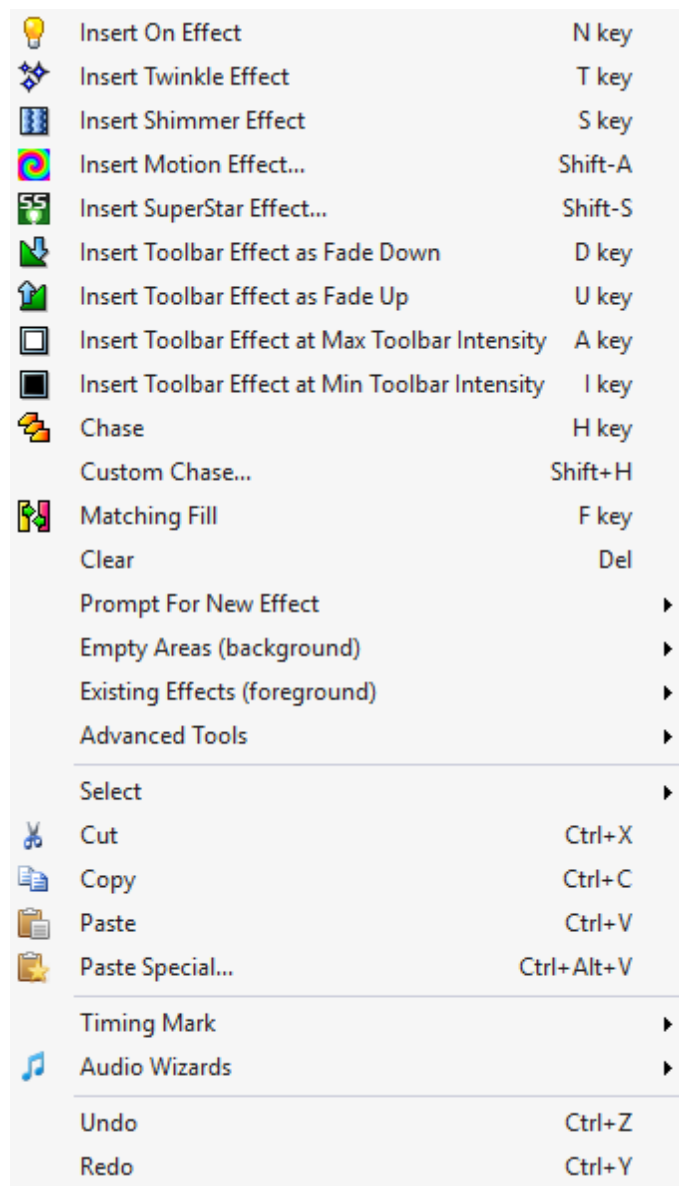 Insert On Effect N key
Insert Twinkle Effect T key
Insert Shimmer Effect S key
Insert Motion Effect... Shift-A
SS Insert SuperStar Effect... Shift-S
Insert Toolbar Effect as Fade Down D key
Insert Toolbar Effect as Fade Up U key
Insert Toolbar Effect at Max Toolbar Intensity A key
Insert Toolbar Effect at Min Toolbar Intensity I key
Chase H key
Custom Chase... Shift+H
Matching Fill F key
Clear Del
Prompt For New Effect
Empty Areas (background)
Existing Effects (foreground)
Advanced Tools
Select
Cut Ctrl+X
Copy Ctrl+C
Paste Ctrl+V
Paste Special... Ctrl+Alt+V
Timing Mark
Audio Wizards
Undo Ctrl+Z
Redo Ctrl+Y